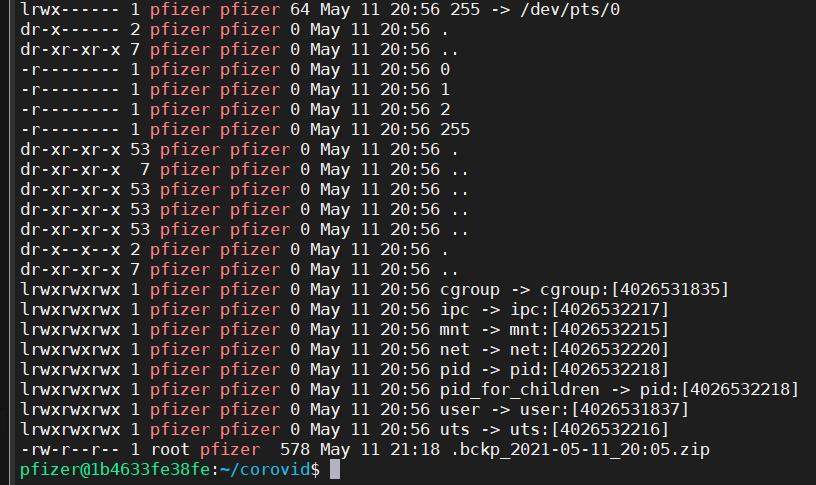 lrwx------ 1 pfizer pfizer 64 May 11 20:56 255 -> /dev/pts/0
dr-x------ 2 pfizer pfizer 0 May 11 20:56 .
dr-xr-xr-x 7 pfizer pfizer 0 May 11 20:56 ..
-r-------- 1 pfizer pfizer 0 May 11 20:56 0
-r-------- 1 pfizer pfizer 0 May 11 20:56 1
-r-------- 1 pfizer pfizer 0 May 11 20:56 2
-r-------- 1 pfizer pfizer 0 May 11 20:56 255
dr-xr-xr-x 53 pfizer pfizer 0 May 11 20:56 .
dr-xr-xr-x  7 pfizer pfizer 0 May 11 20:56 ..
dr-xr-xr-x 53 pfizer pfizer 0 May 11 20:56 ..
dr-xr-xr-x 53 pfizer pfizer 0 May 11 20:56 ..
dr-xr-xr-x 53 pfizer pfizer 0 May 11 20:56 ..
dr-x--x--x 2 pfizer pfizer 0 May 11 20:56 .
dr-xr-xr-x 7 pfizer pfizer 0 May 11 20:56 ..
lrwxrwxrwx 1 pfizer pfizer 0 May 11 20:56 cgroup -> cgroup:[4026531835]
lrwxrwxrwx 1 pfizer pfizer 0 May 11 20:56 ipc -> ipc:[4026532217]
lrwxrwxrwx 1 pfizer pfizer 0 May 11 20:56 mnt -> mnt:[4026532215]
lrwxrwxrwx 1 pfizer pfizer 0 May 11 20:56 net -> net:[4026532220]
lrwxrwxrwx 1 pfizer pfizer 0 May 11 20:56 pid -> pid:[4026532218]
lrwxrwxrwx 1 pfizer pfizer 0 May 11 20:56 pid_for_children -> pid:[4026532218]
lrwxrwxrwx 1 pfizer pfizer 0 May 11 20:56 user -> user:[4026531837]
lrwxrwxrwx 1 pfizer pfizer 0 May 11 20:56 uts -> uts:[4026532216]
-rw-r--r-- 1 root pfizer  578 May 11 21:18 .bckp_2021-05-11_20:05.zip
pfizer@1b4633fe38fe:~/corovid$